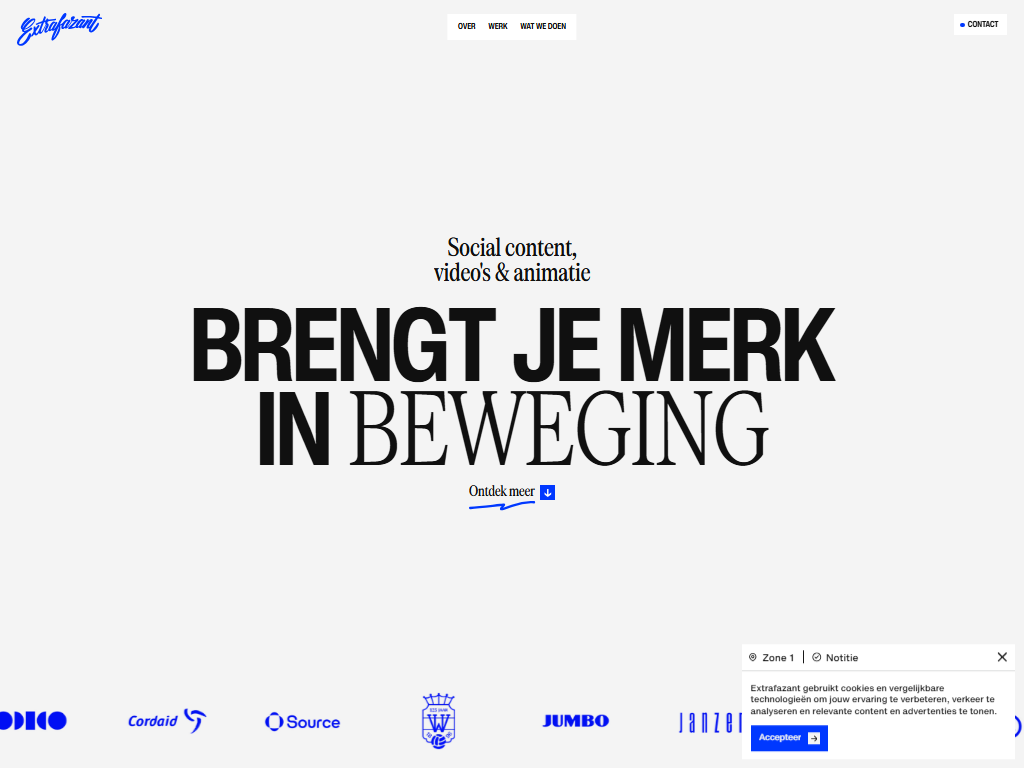 Extrafazant
OVER WERK WAT WE DOEN
CONTACT
Social content,
video's & animatie
BRENGT JE MERK
IN BEWEGING
Ontdek meer
Zone 1 Notitie
Extrafazant gebruikt cookies en vergelijkbare
technologieën om jouw ervaring te verbeteren, verkeer te
analyseren en relevante content en advertenties te tonen.
Accepteer
Cordaid Source W JUMBO